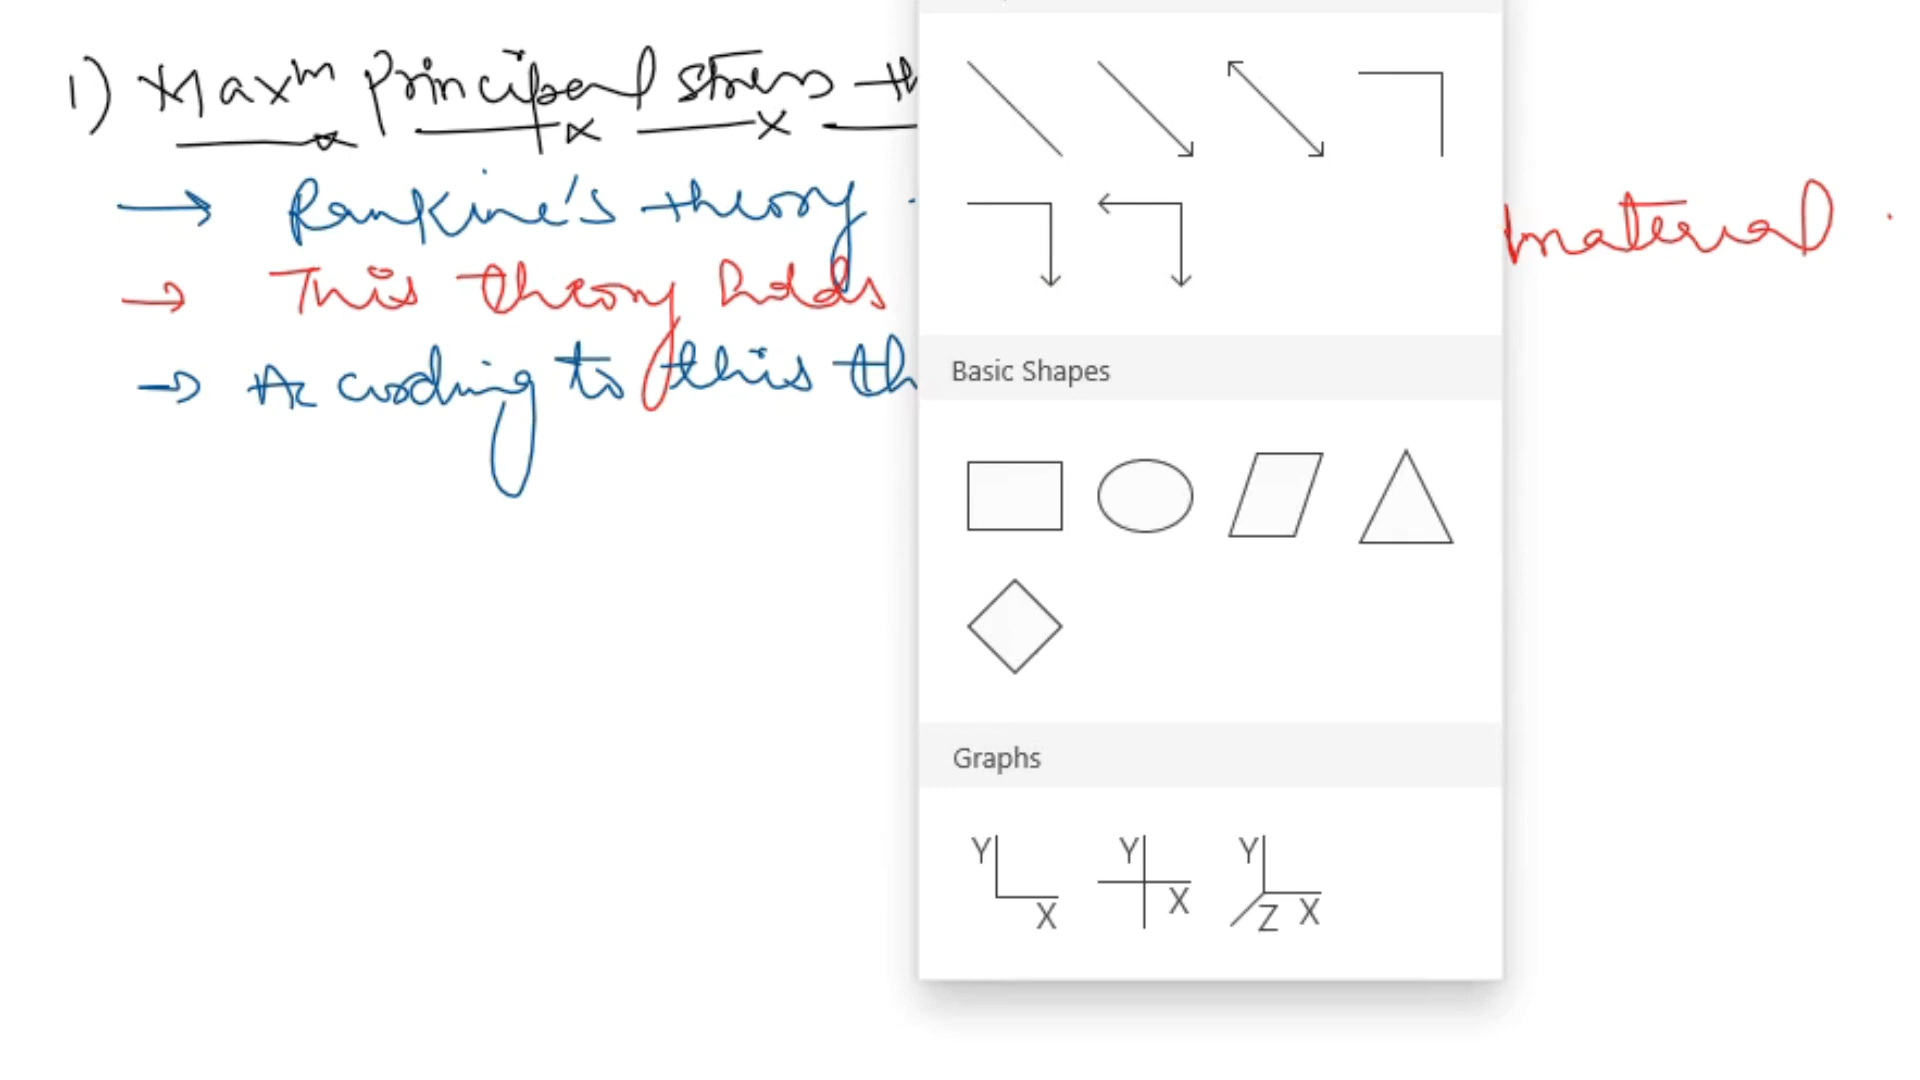 1) Maxm principal stress th
→ Rankine's theory .
material .
→ This theory holds
→ According to this th
Basic Shapes
Graphs
Y X
Y X
Y Z X